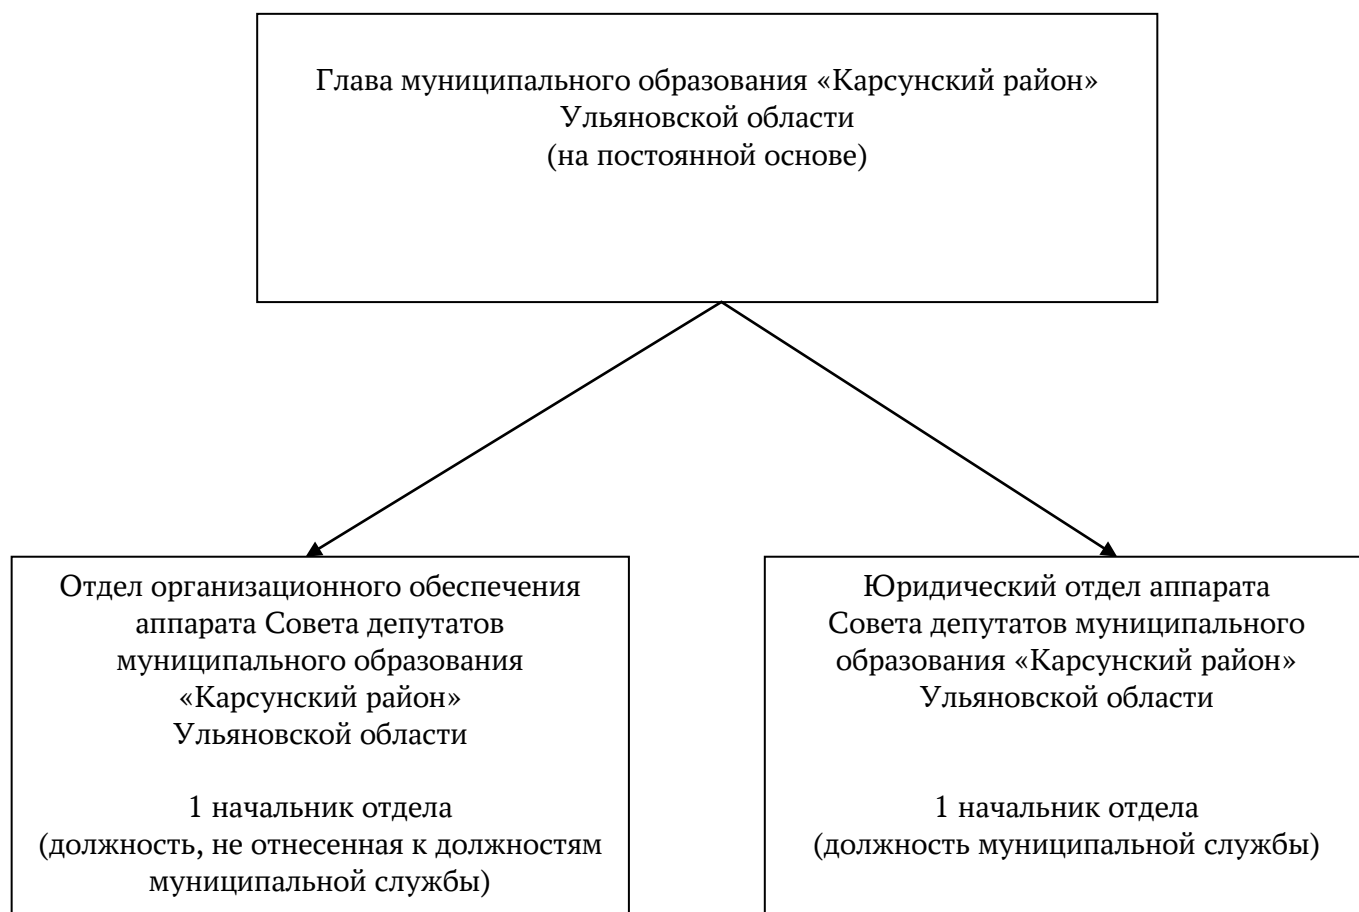 Глава муниципального образования «Карсунский район»
Ульяновской области
(на постоянной основе)
Отдел организационного обеспечения
аппарата Совета депутатов
муниципального образования
«Карсунский район»
Ульяновской области
1 начальник отдела
(должность, не отнесенная к должностям
муниципальной службы)
Юридический отдел аппарата
Совета депутатов муниципального
образования «Карсунский район»
Ульяновской области
1 начальник отдела
(должность муниципальной службы)